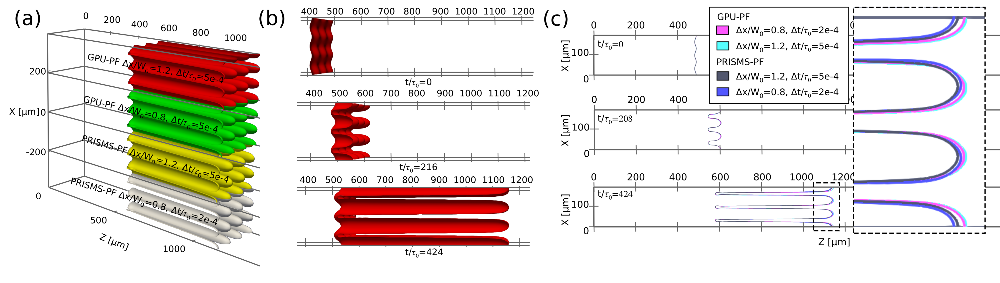 (a)
0 200 400 600 800 1000
GPU-PF Δx/W0=1.2, Δt/τ0=5e-4
200
GPU-PF Δx/W0=0.8, Δt/τ0=5e-4
X [μm] 0
PRISMS-PF Δx/W0=1.2, Δt/τ0=5e-4
-200
PRISMS-PF Δx/W0=0.8, Δt/τ0=2e-4
0
500
1000
Z [μm]
(b)
400 500 600 700 800 900 1000 1100 1200
t/τ0=0
400 500 600 700 800 900 1000 1100 1200
t/τ0=216
400 500 600 700 800 900 1000 1100 1200
t/τ0=424
(c)
0 200 400
t/τ0=0
X [μm]
100
0
GPU-PF
Δx/W0=0.8, Δt/τ0=2e-4
Δx/W0=1.2, Δt/τ0=5e-4
PRISMS-PF
Δx/W0=1.2, Δt/τ0=5e-4
Δx/W0=0.8, Δt/τ0=2e-4
0 200 400
t/τ0=208
X [μm]
100
0
0 200 400 600 800 1000 1200
t/τ0=424
X [μm]
100
0
Z [μm]